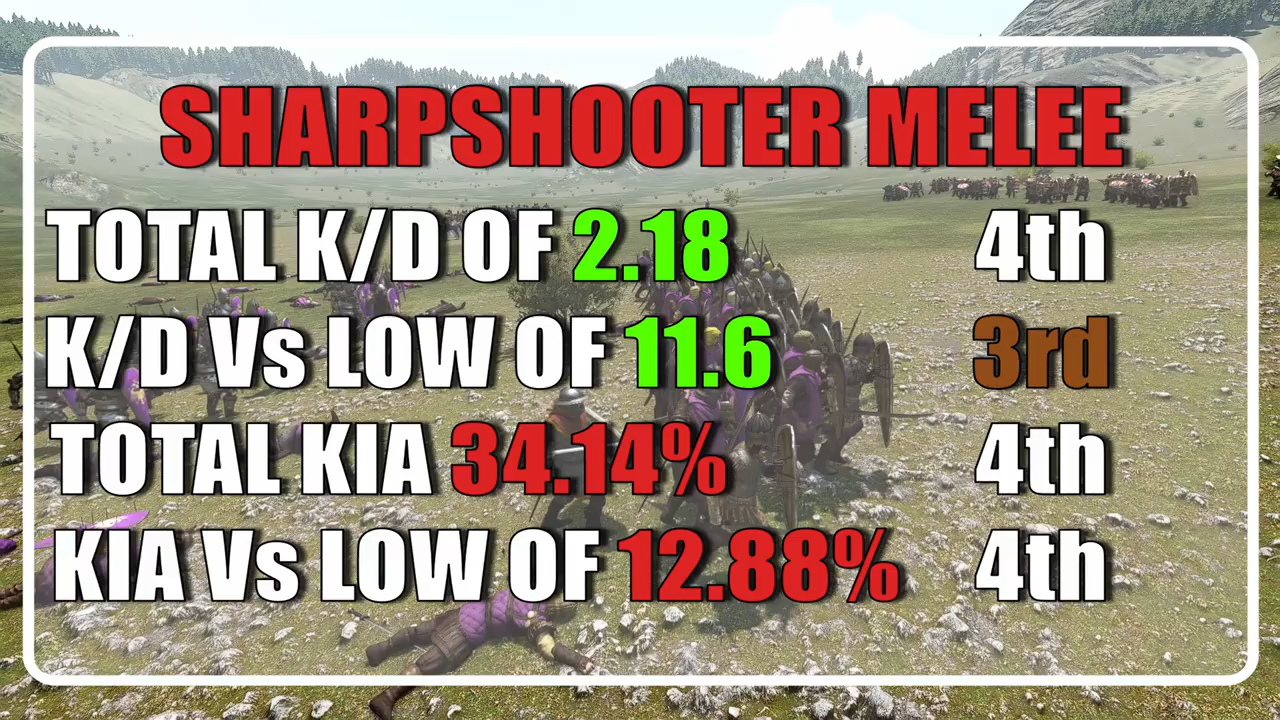 SHARPSHOOTER MELEE
TOTAL K/D OF 2.18 4th
K/D Vs LOW OF 11.6 3rd
TOTAL KIA 34.14% 4th
KIA Vs LOW OF 12.88% 4th